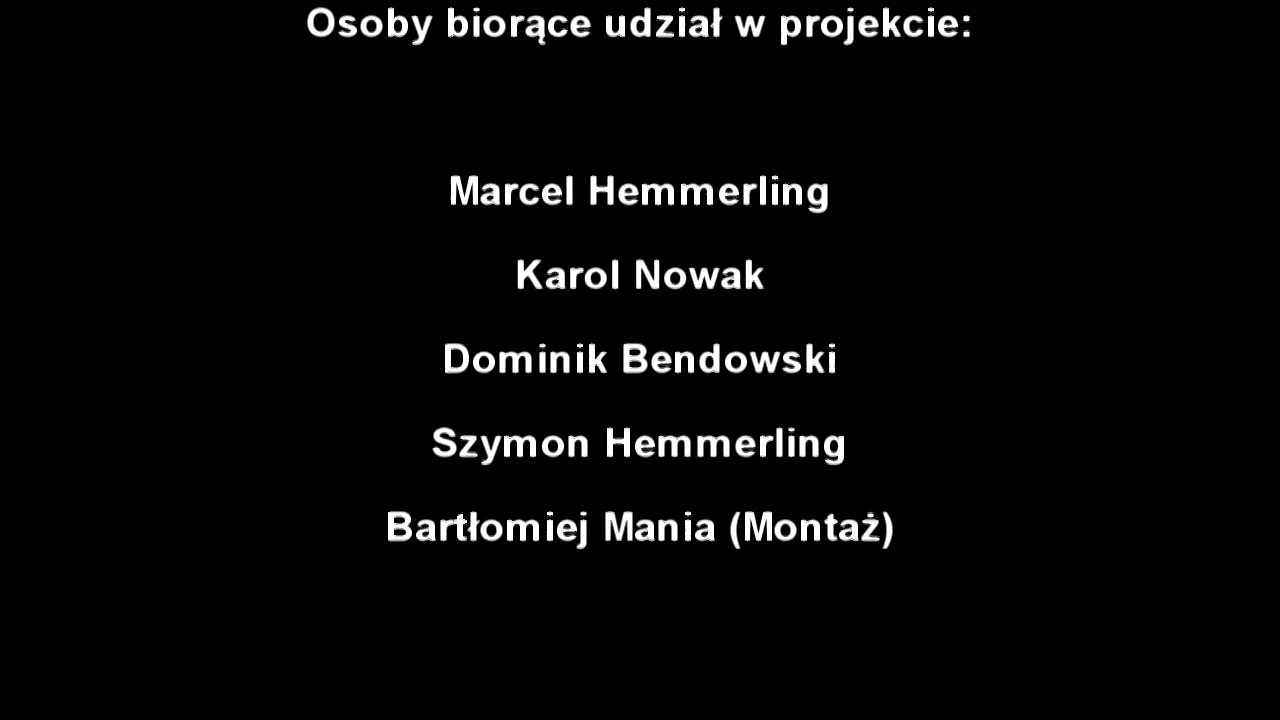 Osoby biorące udział w projekcie:
Marcel Hemmerling
Karol Nowak
Dominik Bendowski
Szymon Hemmerling
Bartłomiej Mania (Montaż)